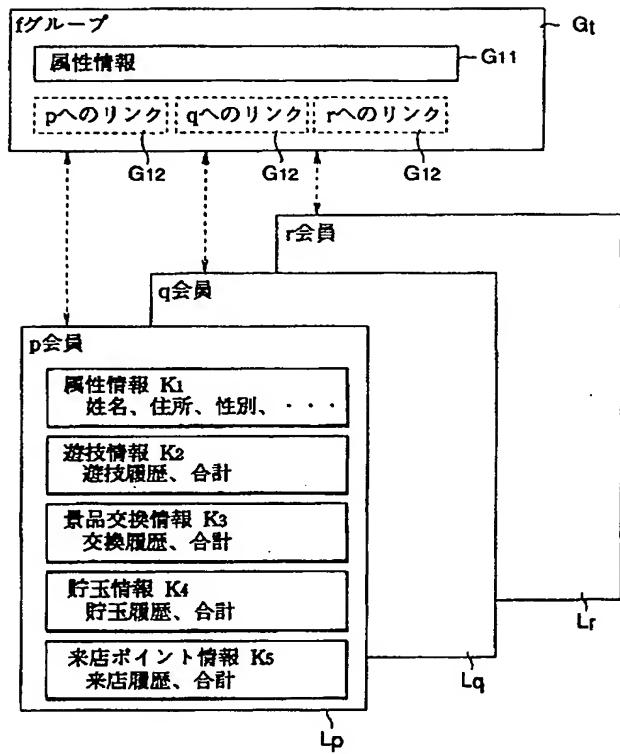 fグループ
Gt
属性情報
G11
pへのリンク
qへのリンク
rへのリンク
G12
G12
G12
r会員
q会員
p会員
属性情報 K1
姓名、住所、性別、・・・
遊技情報 K2
遊技履歴、合計
景品交換情報 K3
交換履歴、合計
貯玉情報 K4
貯玉履歴、合計
来店ポイント情報 K5
来店履歴、合計
Lr
Lq
Lp